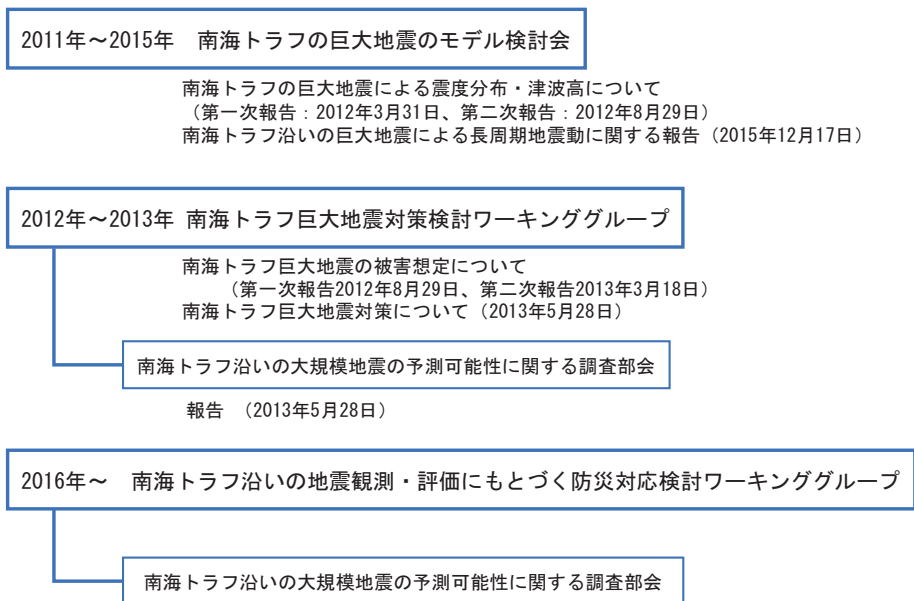 2011年～2015年　南海トラフの巨大地震のモデル検討会
南海トラフの巨大地震による震度分布・津波高について
（第一次報告：2012年3月31日、第二次報告：2012年8月29日）
南海トラフ沿いの巨大地震による長周期地震動に関する報告（2015年12月17日）
2012年～2013年 南海トラフ巨大地震対策検討ワーキンググループ
南海トラフ巨大地震の被害想定について
（第一次報告2012年8月29日、第二次報告2013年3月18日）
南海トラフ巨大地震対策について（2013年5月28日）
南海トラフ沿いの大規模地震の予測可能性に関する調査部会
報告　（2013年5月28日）
2016年～　南海トラフ沿いの地震観測・評価にもとづく防災対応検討ワーキンググループ
南海トラフ沿いの大規模地震の予測可能性に関する調査部会